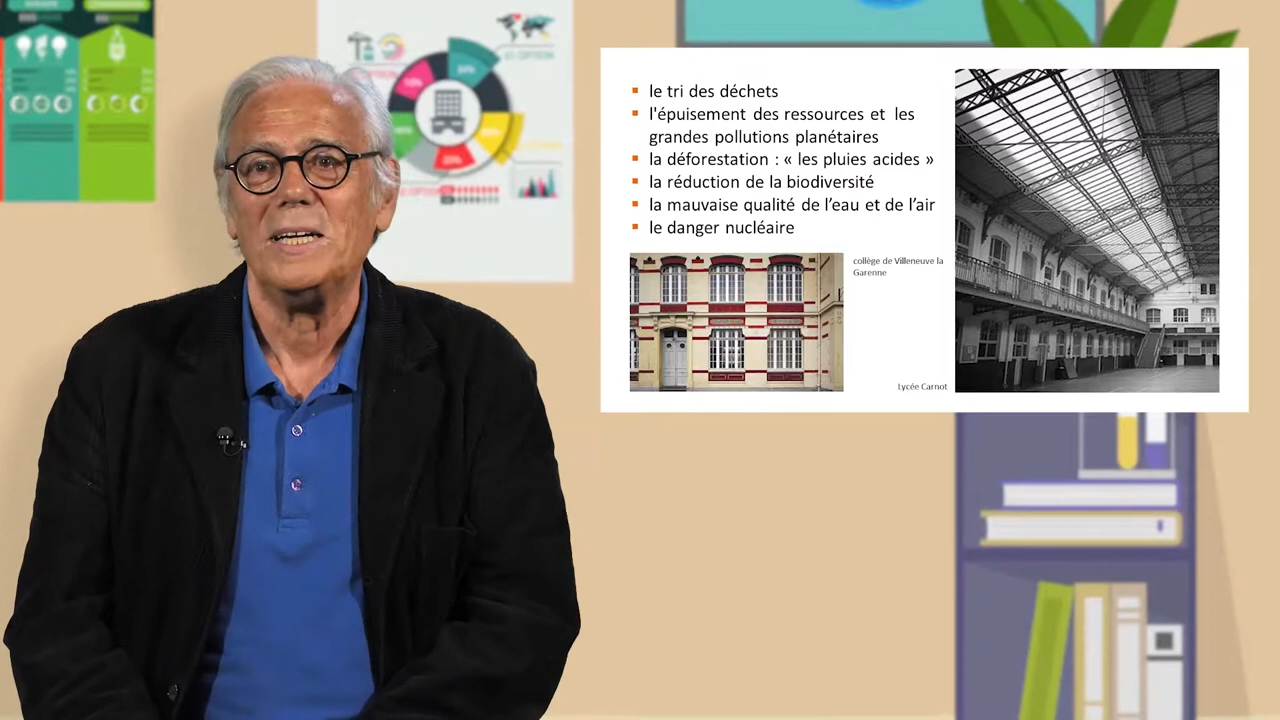 le tri des déchets
l'épuisement des ressources et les
grandes pollutions planétaires
la déforestation : « les pluies acides »
la réduction de la biodiversité
la mauvaise qualité de l'eau et de l'air
le danger nucléaire
collège de Villeneuve la
Garenne
Lycée Carnot